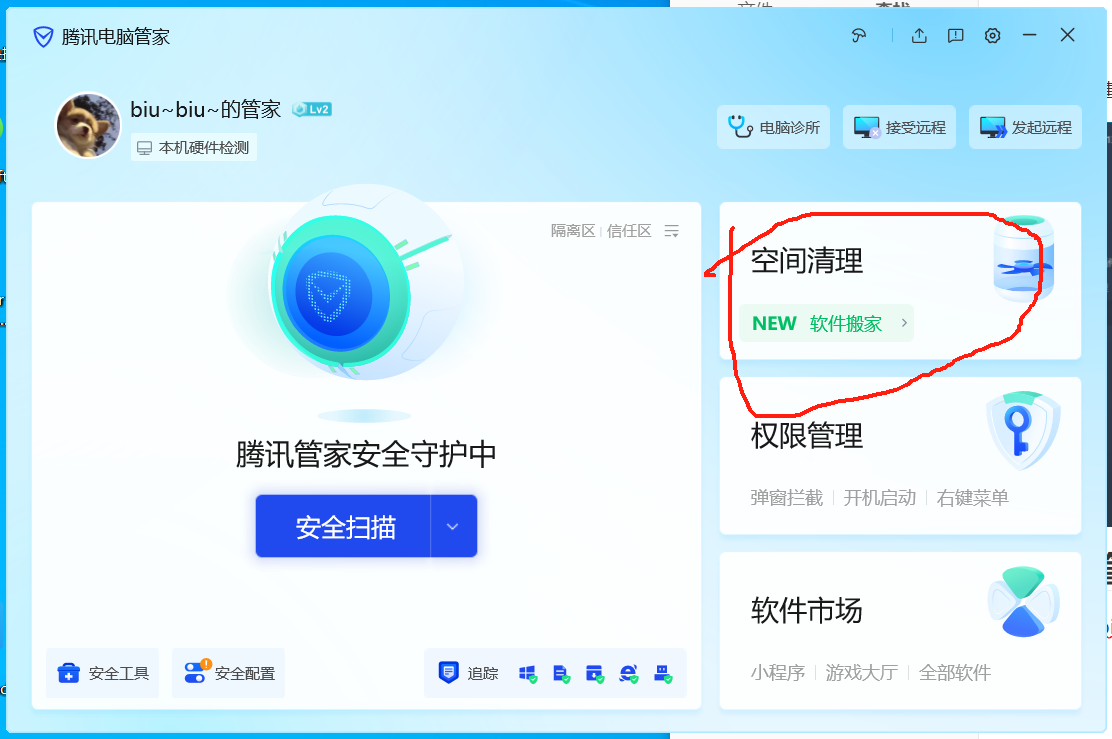 文件
查找
腾讯电脑管家
biu~biu~的管家
Lv2
本机硬件检测
电脑诊所
接受远程
发起远程
隔离区
信任区
空间清理
NEW 软件搬家
腾讯管家安全守护中
安全扫描
权限管理
弹窗拦截
开机启动
右键菜单
软件市场
小程序
游戏大厅
全部软件
安全工具
安全配置
追踪